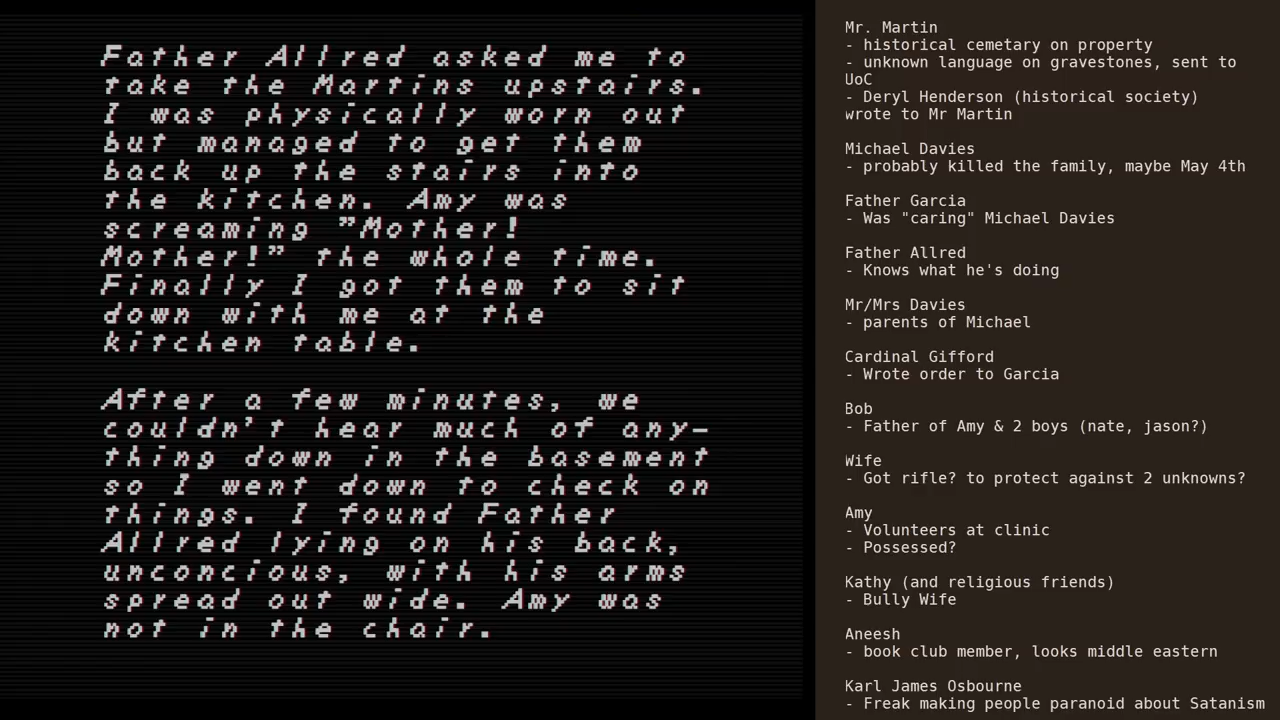 Father Allred asked me to
take the Martins upstairs.
I was physically worn out
but managed to get them
back up the stairs into
the kitchen. Amy was
screaming "Mother!
Mother!" the whole time.
Finally I got them to sit
down with me at the
kitchen table.
After a few minutes, we
couldn't hear much of any-
thing down in the basement
so I went down to check on
things. I found Father
Allred lying on his back,
unconcious, with his arms
spread out wide. Amy was
not in the chair.
Mr. Martin
- historical cemetary on property
- unknown language on gravestones, sent to
UoC
- Deryl Henderson (historical society)
wrote to Mr Martin
Michael Davies
- probably killed the family, maybe May 4th
Father Garcia
- Was "caring" Michael Davies
Father Allred
- Knows what he's doing
Mr/Mrs Davies
- parents of Michael
Cardinal Gifford
- Wrote order to Garcia
Bob
- Father of Amy & 2 boys (nate, jason?)
Wife
- Got rifle? to protect against 2 unknowns?
Amy
- Volunteers at clinic
- Possessed?
Kathy (and religious friends)
- Bully Wife
Aneesh
- book club member, looks middle eastern
Karl James Osbourne
- Freak making people paranoid about Satanism